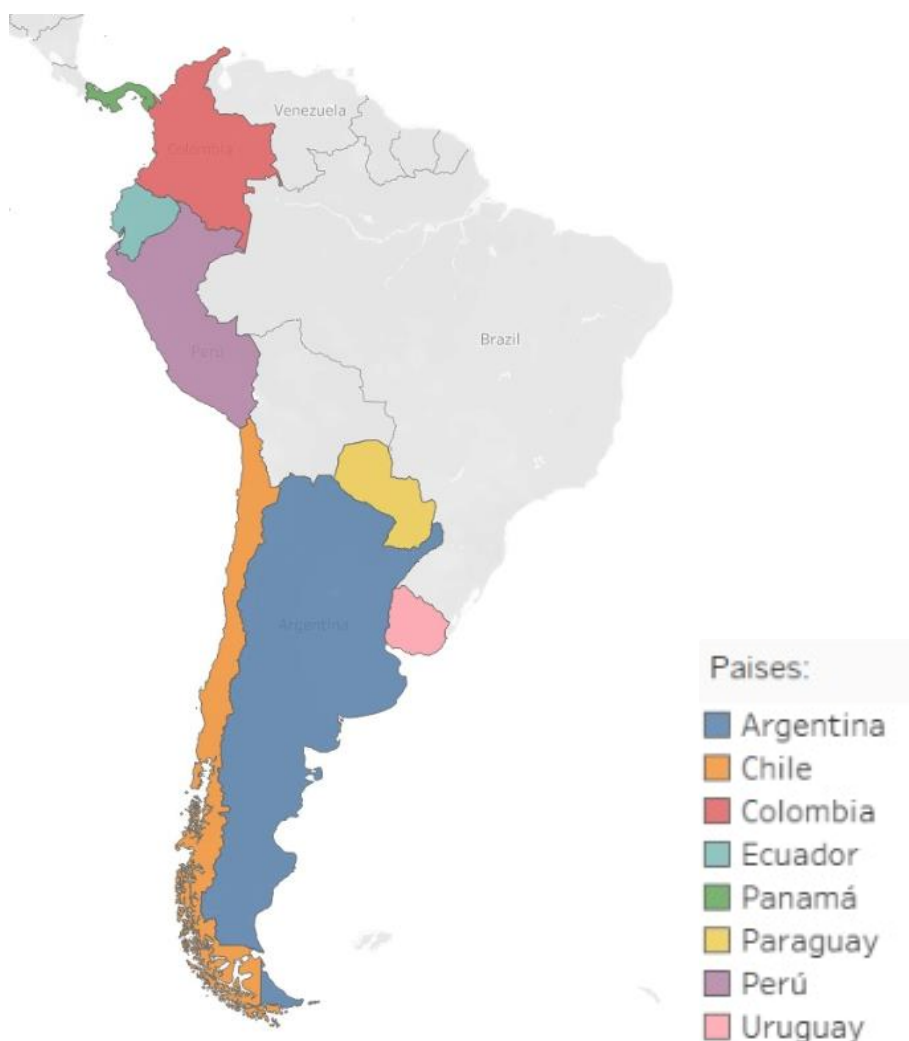 Venezuela
Colombia
Brazil
Perú
Argentina
Paises:
Argentina
Chile
Colombia
Ecuador
Panamá
Paraguay
Perú
Uruguay